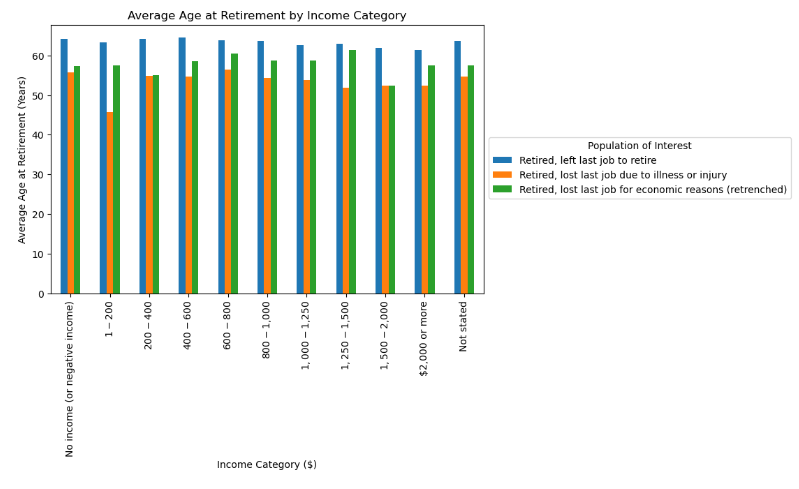 Average Age at Retirement by Income Category
Average Age at Retirement (Years)
60
50
40
30
20
10
0
No income (or negative income)
1 − 200
200 − 400
400 − 600
600 − 800
800 − 1,000
1,000 − 1,250
1,250 − 1,500
1,500 − 2,000
$2,000 or more
Not stated
Income Category ($)
Population of Interest
Retired, left last job to retire
Retired, lost last job due to illness or injury
Retired, lost last job for economic reasons (retrenched)